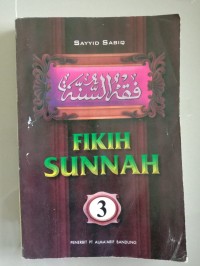 SAYYID SABIQ
فقه السنة
FIKIH
SUNNAH
3
PENERBIT PT ALMA'ARIF BANDUNG